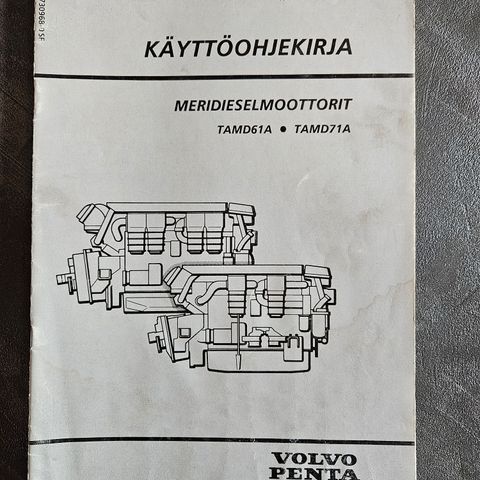 KÄYTTÖOHJEKIRJA
MERIDIESELMOOTTORIT
TAMD61A • TAMD71A
VOLVO
PENTA